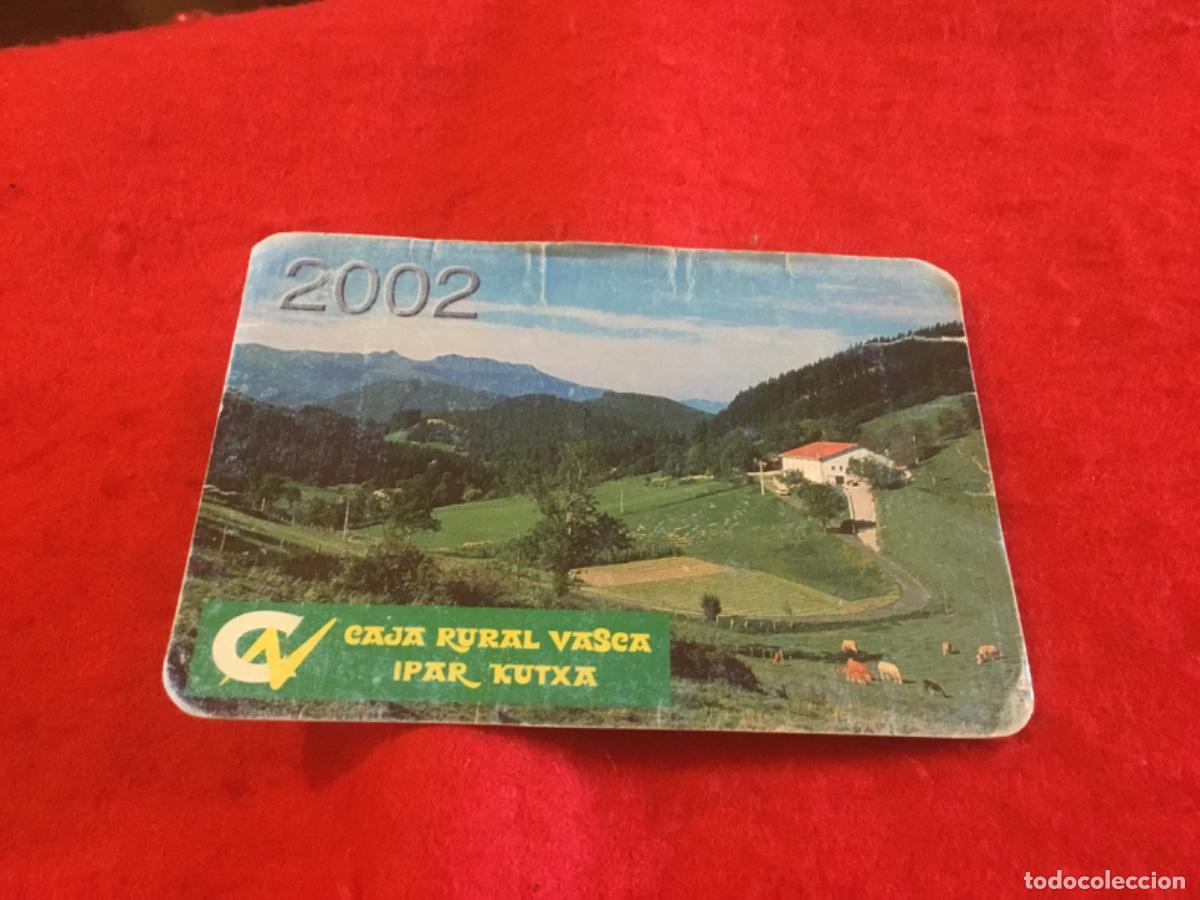 2002
CAJA RURAL VASCA
IPAR KUTXA
todocoleccion